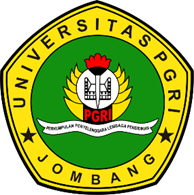 UNIVERSITAS PGRI
PGRI
PERKUMPULAN PENYELENGGARA LEMBAGA PENDIDIKAN
JOMBANG